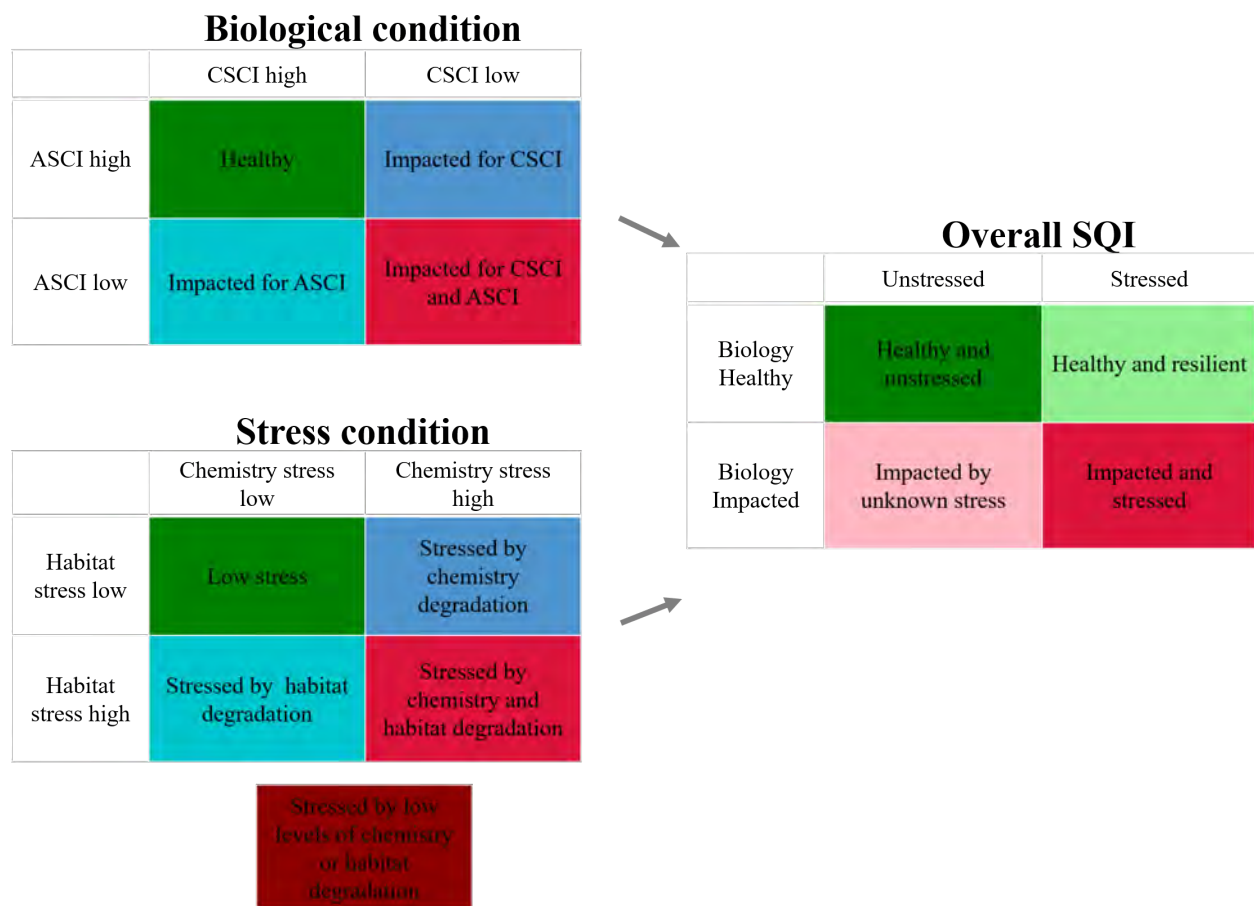 Biological condition
CSCI high
CSCI low
ASCI high
Healthy
Impacted for CSCI
ASCI low
Impacted for ASCI
Impacted for CSCI
and ASCI
Stress condition
Chemistry stress
low
Chemistry stress
high
Habitat
stress low
Low stress
Stressed by
chemistry
degradation
Habitat
stress high
Stressed by habitat
degradation
Stressed by
chemistry and
habitat degradation
Stressed by low
levels of chemistry
or habitat
degradation
Overall SQI
Unstressed
Stressed
Biology
Healthy
Healthy and
unstressed
Healthy and resilient
Biology
Impacted
Impacted by
unknown stress
Impacted and
stressed